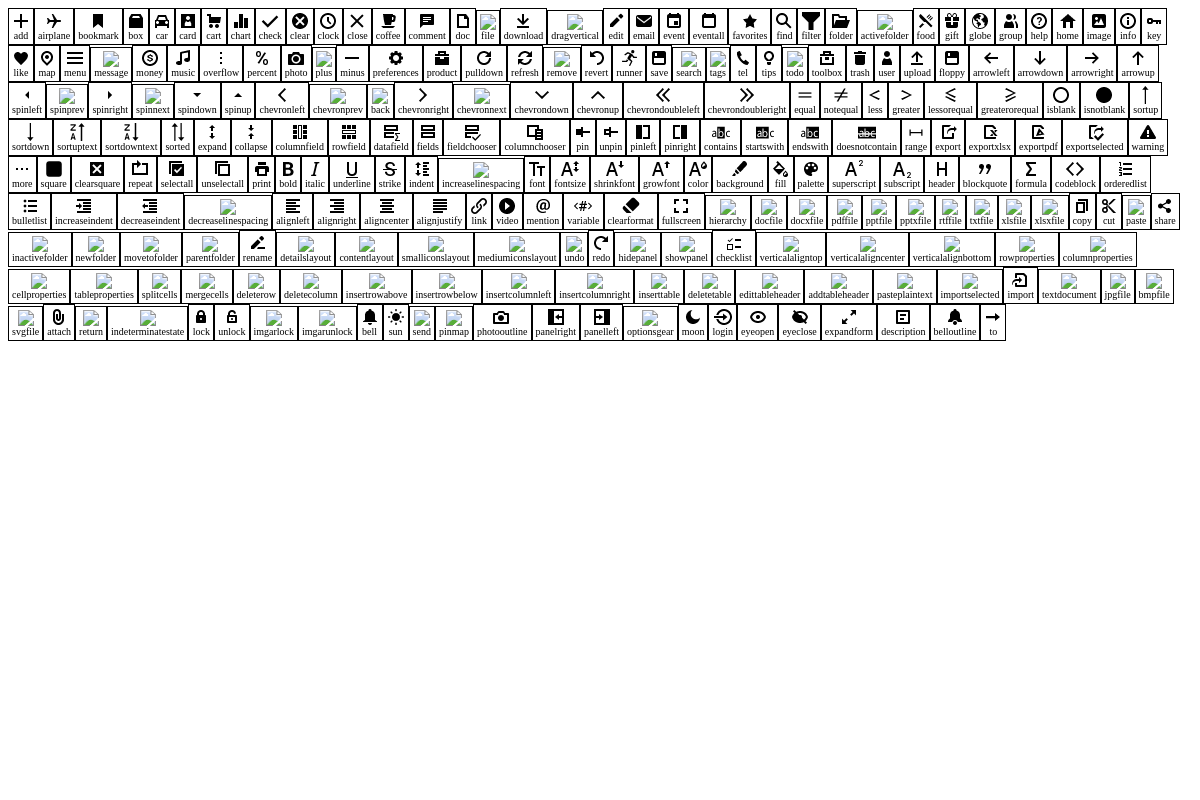 add airplane bookmark box car card cart chart check clear clock close coffee comment doc file download dragvertical edit email event eventall favorites find filter folder activefolder food gift globe group help home image info key
like map menu message money music overflow percent photo plus minus preferences product pulldown refresh remove revert runner save search tags tel tips todo toolbox trash user upload floppy arrowleft arrowdown arrowright arrowup
spinleft spinprev spinright spinnext spindown spinup chevronleft chevronprev back chevronright chevronnext chevrondown chevronup chevrondoubleleft chevrondoubleright equal notequal less greater lessorequal greaterorequal isblank isnotblank sortup
sortdown sortuptext sortdowntext sorted expand collapse columnfield rowfield datafield fields fieldchooser columnchooser pin unpin pinleft pinright contains startswith endswith doesnotcontain range export exportxlsx exportpdf exportselected warning
more square clearsquare repeat selectall unselectall print bold italic underline strike indent increaselinespacing font fontsize shrinkfont growfont color background fill palette superscript subscript header blockquote formula codeblock orderedlist
bulletlist increaseindent decreaseindent decreaselinespacing alignleft alignright aligncenter alignjustify link video mention variable clearformat fullscreen hierarchy docfile docxfile pdffile pptfile pptxfile rtffile txtfile xlsfile xlsxfile copy cut paste share
inactivefolder newfolder movetofolder parentfolder rename detailslayout contentlayout smalliconslayout mediumiconslayout undo redo hidepanel showpanel checklist verticalaligntop verticalaligncenter verticalalignbottom rowproperties columnproperties
cellproperties tableproperties splitcells mergecells deleterow deletecolumn insertrowabove insertrowbelow insertcolumnleft insertcolumnright inserttable deletetable edittableheader addtableheader pasteplaintext importselected import textdocument jpgfile bmpfile
svgfile attach return indeterminatestate lock unlock imgarlock imgarunlock bell sun send pinmap photooutline panelright panelleft optionsgear moon login eyeopen eyeclose expandform description belloutline to